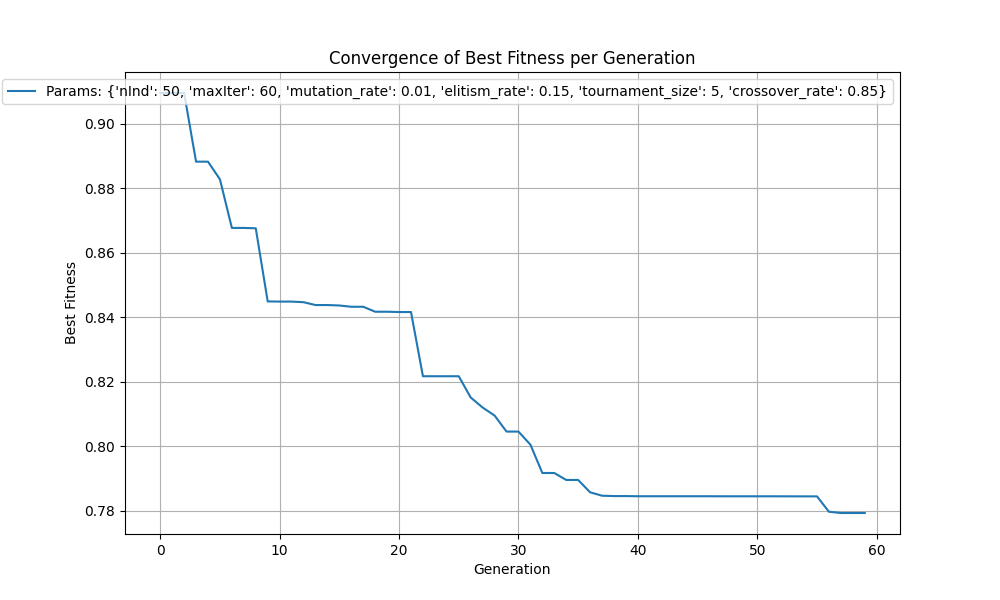 Convergence of Best Fitness per Generation
Params: {'nInd': 50, 'maxIter': 60, 'mutation_rate': 0.01, 'elitism_rate': 0.15, 'tournament_size': 5, 'crossover_rate': 0.85}
0.90
0.88
0.86
0.84
0.82
0.80
0.78
Best Fitness
0 10 20 30 40 50 60
Generation